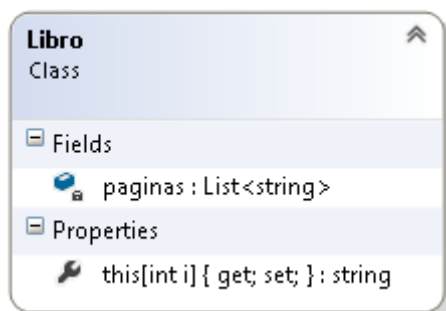 Libro
Class
Fields
paginas : List<string>
Properties
this[int i] { get; set; } : string